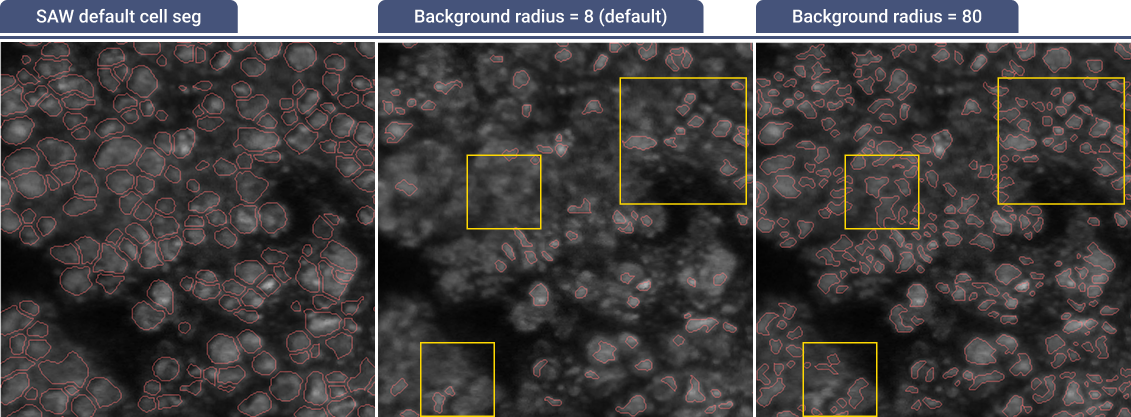 SAW default cell seg
Background radius = 8 (default)
Background radius = 80